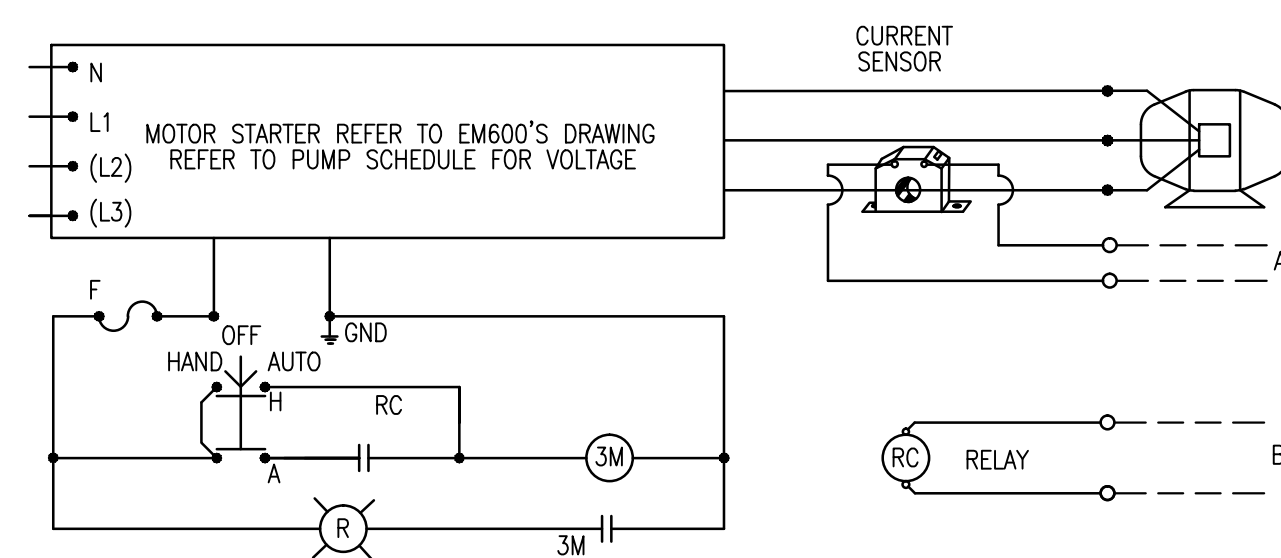 CURRENT
SENSOR
N
L1
(L2)
(L3)
MOTOR STARTER REFER TO EM600'S DRAWING
REFER TO PUMP SCHEDULE FOR VOLTAGE
A
F
OFF
GND
HAND
AUTO
H
RC
A
3M
RC
RELAY
B
R
3M